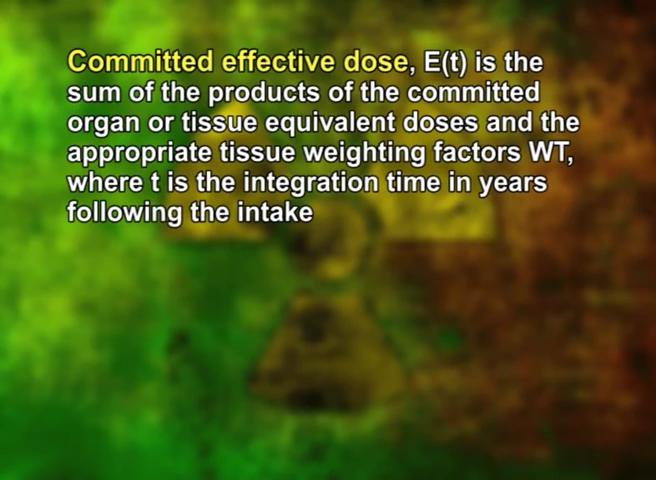 Committed effective dose, E(t) is the
sum of the products of the committed
organ or tissue equivalent doses and the
appropriate tissue weighting factors WT,
where t is the integration time in years
following the intake